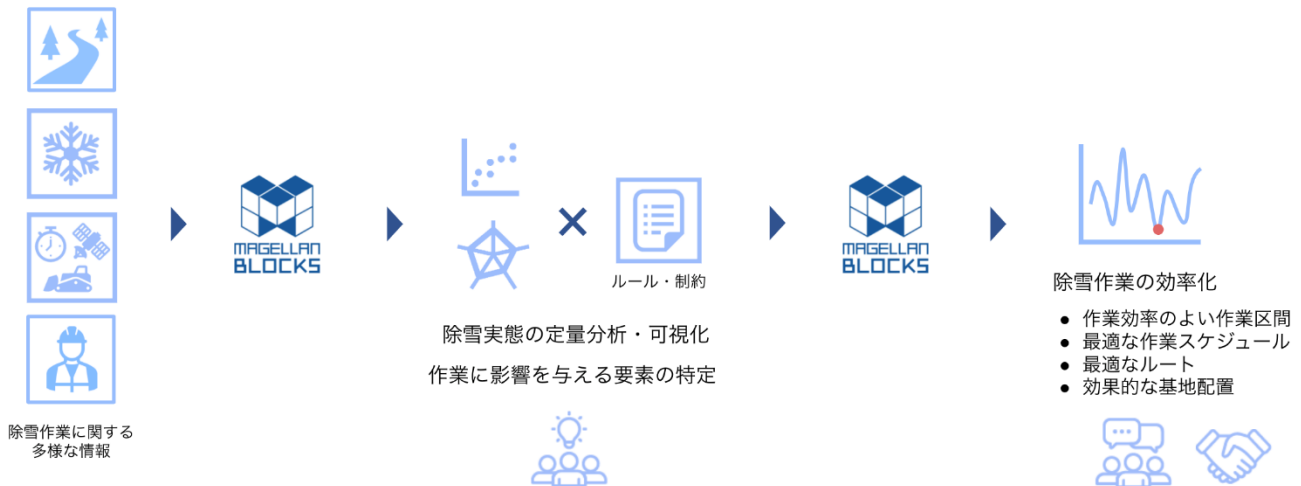 除雪作業に関する
多様な情報
MAGELLAN
BLOCKS
ルール・制約
除雪実態の定量分析・可視化
作業に影響を与える要素の特定
MAGELLAN
BLOCKS
除雪作業の効率化
● 作業効率のよい作業区間
● 最適な作業スケジュール
● 最適なルート
● 効果的な基地配置